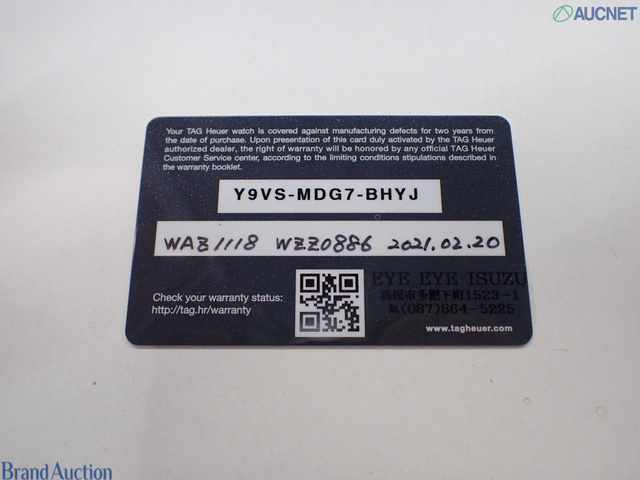 AUCNET
Your TAG Heuer watch is covered against manufacturing defects for two years from
the date of purchase. Upon presentation of this card duly activated by the TAG Heuer
authorized dealer, the right of warranty will be honored by any official TAG Heuer
Customer Service center, according to the limiting conditions stipulations described in
the warranty booklet.
Y9VS-MDG7-BHYJ
WAZ1118 WZZ0886 2021.02.20
EYE EYE ISUZU
高松市多肥下町1523-1
℡(087)864-5225
Check your warranty status:
http://tag.hr/warranty
www.tagheuer.com
Brand Auction